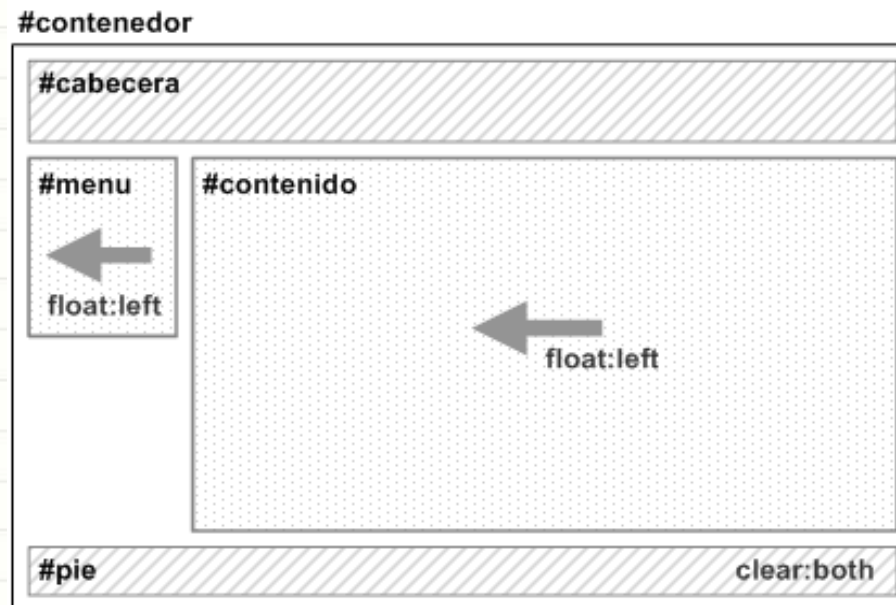 #contenedor
#cabecera
#menu
#contenido
float:left
float:left
#pie
clear:both